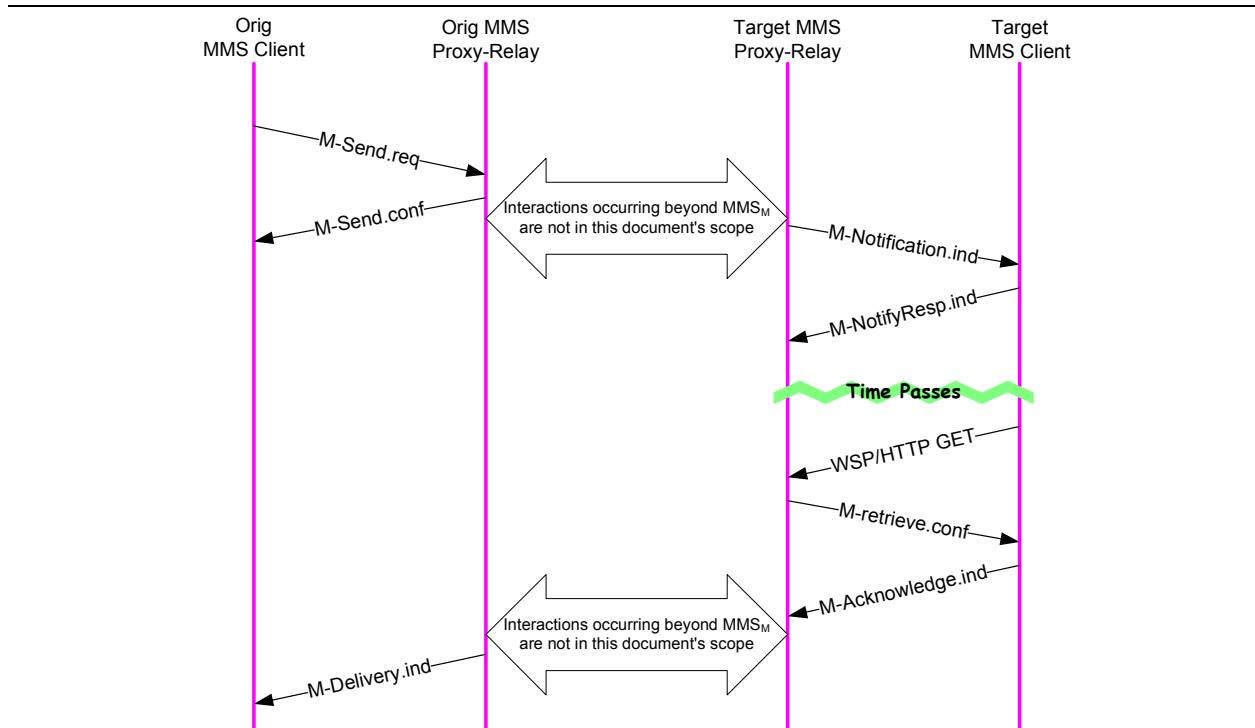 Orig
MMS Client
Orig MMS
Proxy-Relay
Target MMS
Proxy-Relay
Target
MMS Client
M-Send.req
M-Send.conf
Interactions occurring beyond MMSM
are not in this document's scope
M-Notification.ind
M-NotifyResp.ind
Time Passes
WSP/HTTP GET
M-retrieve.conf
M-Acknowledge.ind
Interactions occurring beyond MMSM
are not in this document's scope
M-Delivery.ind